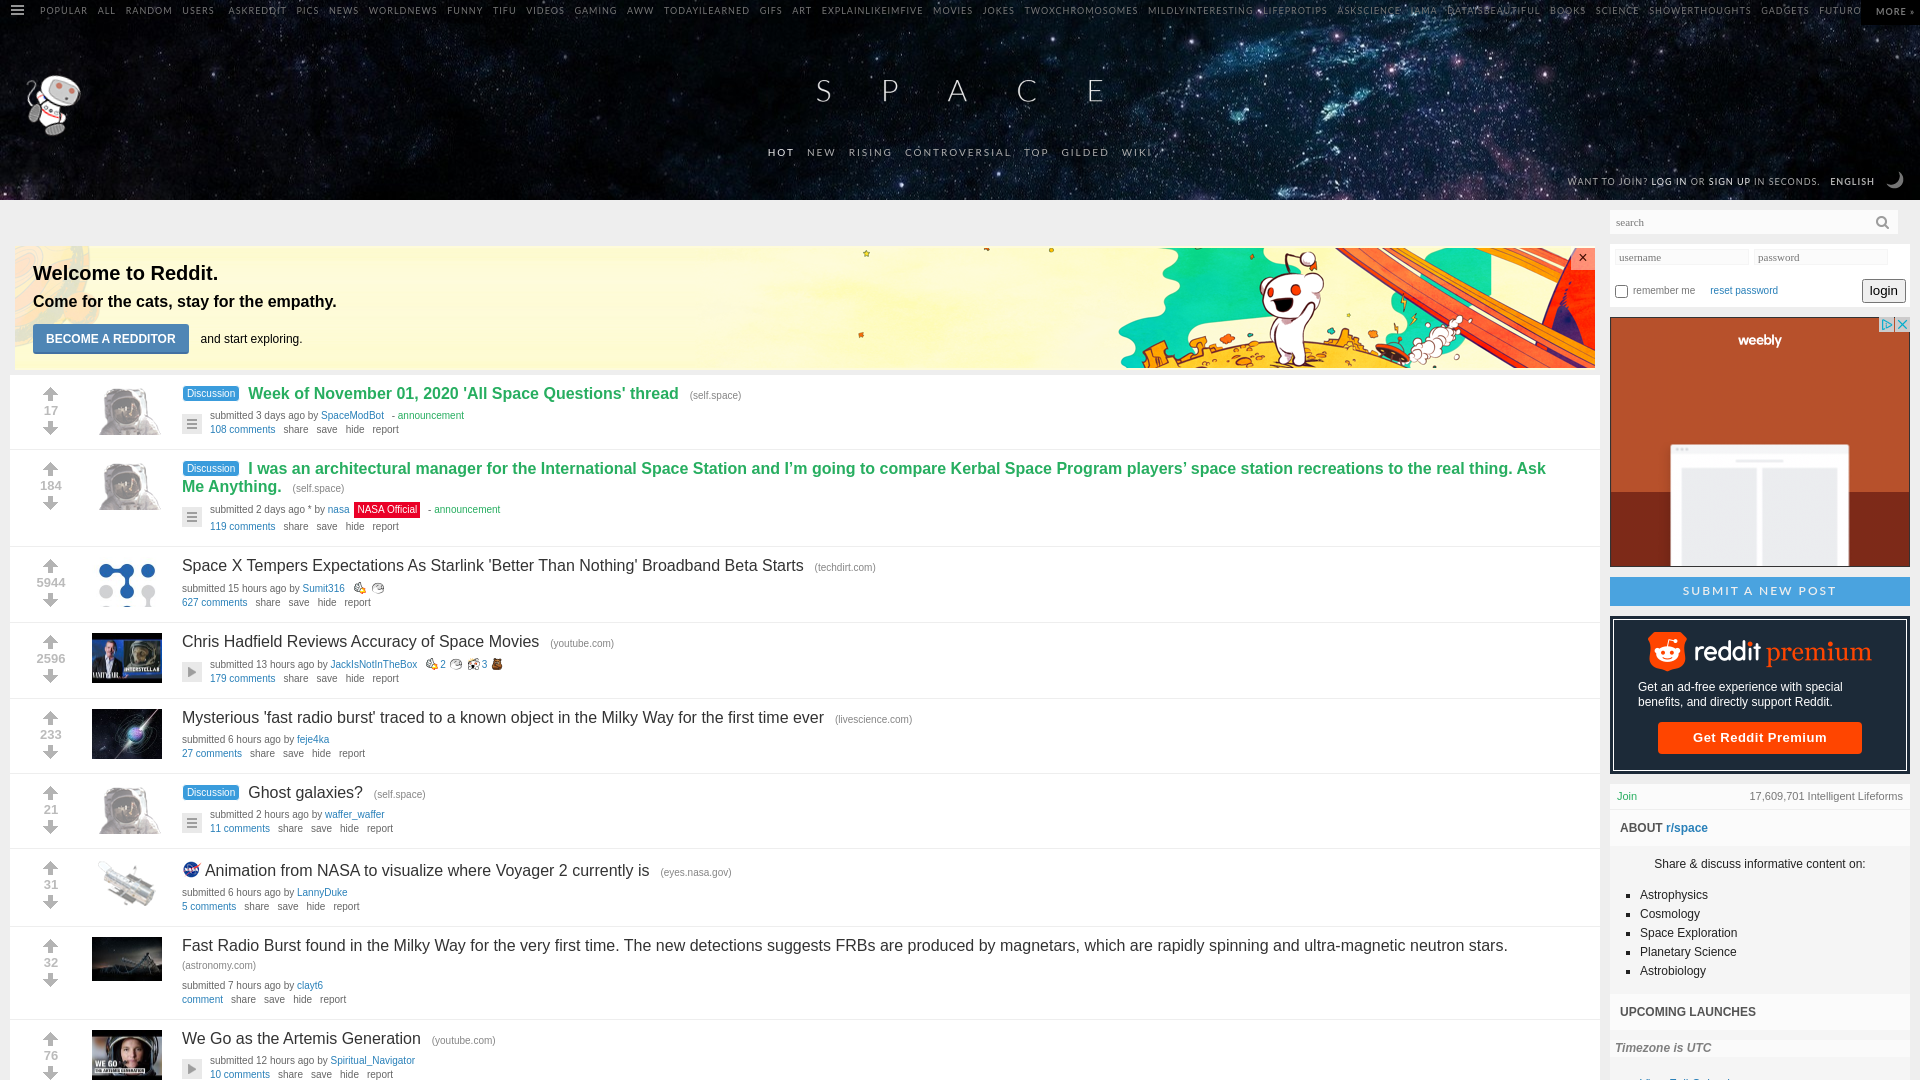 POPULAR ALL RANDOM USERS ASKREDDIT PICS NEWS WORLDNEWS FUNNY TIFU VIDEOS GAMING AWW TODAYILEARNED GIFS ART EXPLAINLIKEIMFIVE MOVIES JOKES TWOXCHROMOSOMES MILDLYINTERESTING LIFEPROTIPS ASKSCIENCE IAMA DATAISBEAUTIFUL BOOKS SCIENCE SHOWERTHOUGHTS GADGETS FUTURO MORE »
SPACE
HOT NEW RISING CONTROVERSIAL TOP GILDED WIKI
WANT TO JOIN? LOG IN OR SIGN UP IN SECONDS. ENGLISH
search
Welcome to Reddit.
Come for the cats, stay for the empathy.
BECOME A REDDITOR and start exploring.
×
username password
remember me reset password login
weebly
17
Discussion Week of November 01, 2020 'All Space Questions' thread (self.space)
submitted 3 days ago by SpaceModBot - announcement
108 comments share save hide report
184
Discussion I was an architectural manager for the International Space Station and I’m going to compare Kerbal Space Program players’ space station recreations to the real thing. Ask
Me Anything. (self.space)
submitted 2 days ago * by nasa NASA Official - announcement
119 comments share save hide report
5944
Space X Tempers Expectations As Starlink 'Better Than Nothing' Broadband Beta Starts (techdirt.com)
submitted 15 hours ago by Sumit316
627 comments share save hide report
2596
Chris Hadfield Reviews Accuracy of Space Movies (youtube.com)
submitted 13 hours ago by JackIsNotInTheBox 2 3
179 comments share save hide report
233
Mysterious 'fast radio burst' traced to a known object in the Milky Way for the first time ever (livescience.com)
submitted 6 hours ago by feje4ka
27 comments share save hide report
21
Discussion Ghost galaxies? (self.space)
submitted 2 hours ago by waffer_waffer
11 comments share save hide report
31
Animation from NASA to visualize where Voyager 2 currently is (eyes.nasa.gov)
submitted 6 hours ago by LannyDuke
5 comments share save hide report
32
Fast Radio Burst found in the Milky Way for the very first time. The new detections suggests FRBs are produced by magnetars, which are rapidly spinning and ultra-magnetic neutron stars.
(astronomy.com)
submitted 7 hours ago by clayt6
comment share save hide report
76
WE GO
We Go as the Artemis Generation (youtube.com)
submitted 12 hours ago by Spiritual_Navigator
10 comments share save hide report
SUBMIT A NEW POST
reddit premium
Get an ad-free experience with special
benefits, and directly support Reddit.
Get Reddit Premium
Join 17,609,701 Intelligent Lifeforms
ABOUT r/space
Share & discuss informative content on:
Astrophysics
Cosmology
Space Exploration
Planetary Science
Astrobiology
UPCOMING LAUNCHES
Timezone is UTC